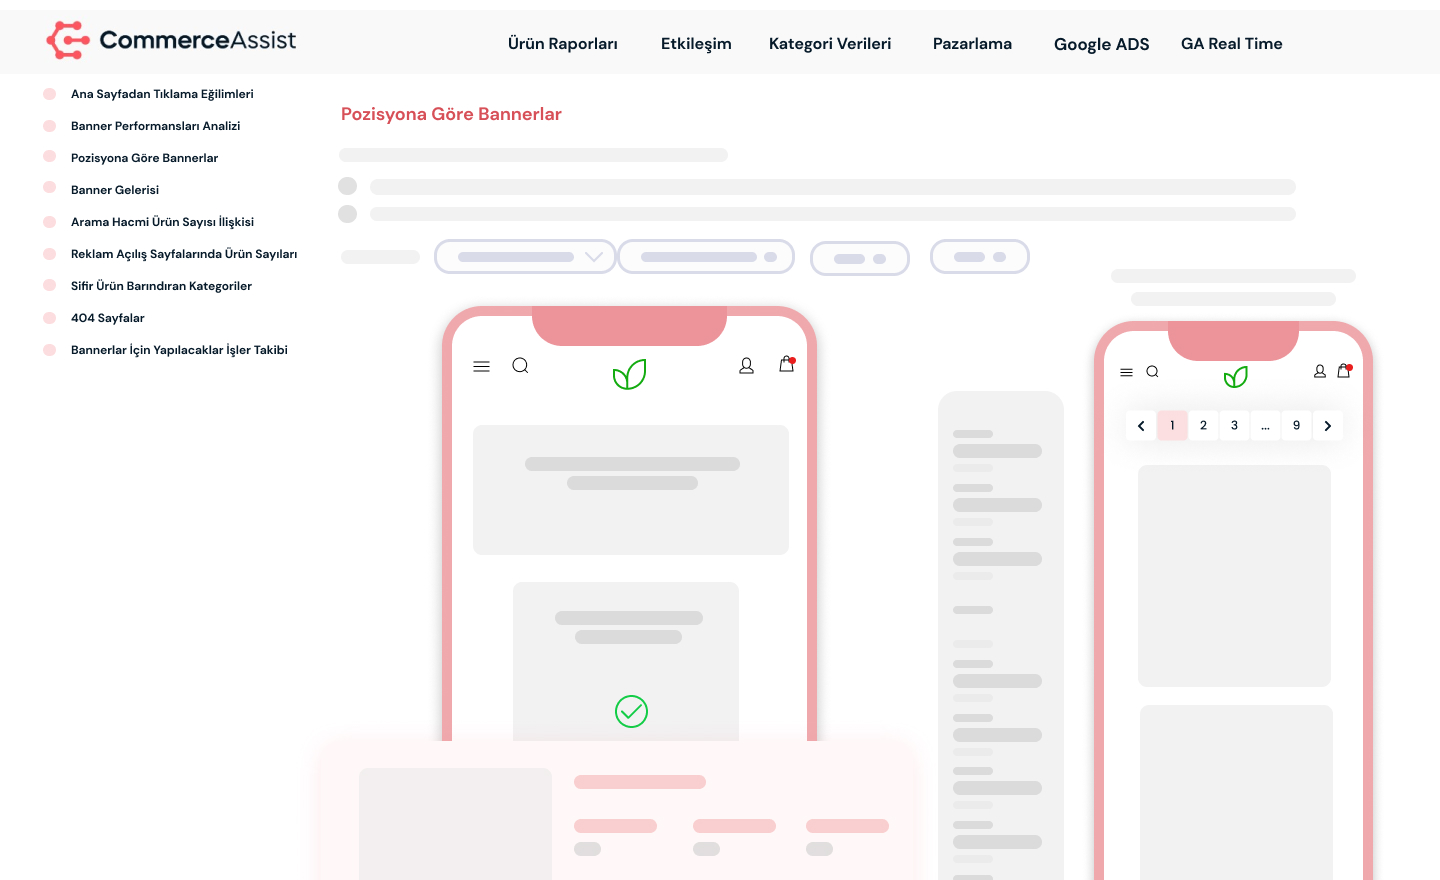 CommerceAssist
Ürün Raporları
Etkileşim
Kategori Verileri
Pazarlama
Google ADS
GA Real Time
Ana Sayfadan Tıklama Eğilimleri
Banner Performansları Analizi
Pozisyona Göre Bannerlar
Banner Gelerisi
Arama Hacmi Ürün Sayısı İlişkisi
Reklam Açılış Sayfalarında Ürün Sayıları
Sifir Ürün Barındıran Kategoriler
404 Sayfalar
Bannerlar İçin Yapılacaklar İşler Takibi
Pozisyona Göre Bannerlar
1 2 3 ... 9